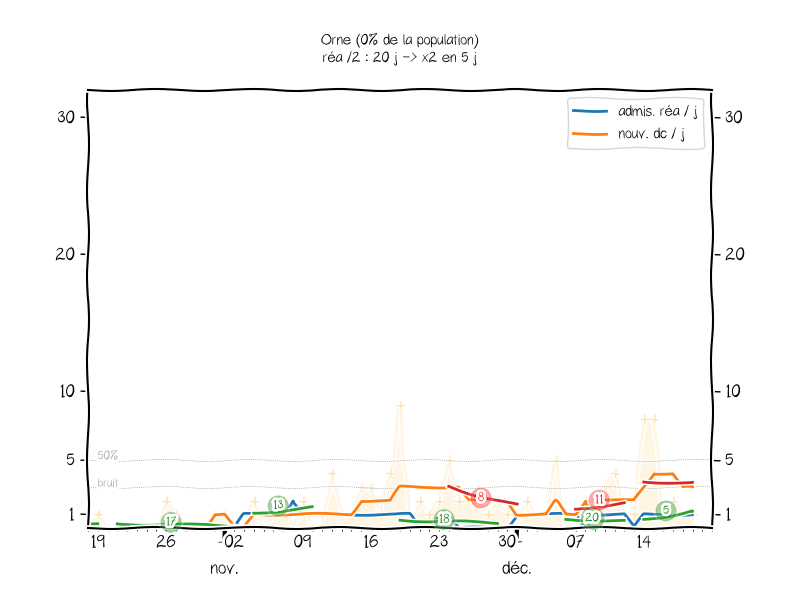 Orne (0% de la population)
réa /2 : 20 j -> x2 en 5 j
admis. réa / j
nouv. dc / j
30 30
20 20
10 10
5 5
1 1
50%
bruit
17 13 18 8 20 11 5
19 26 02 09 16 23 30 07 14
nov. déc.